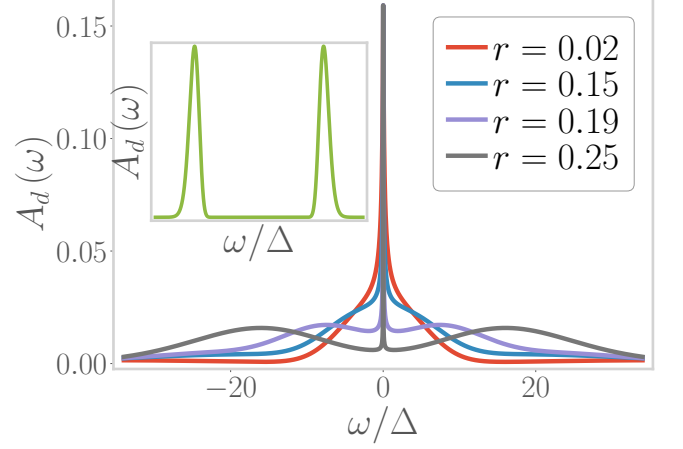 0.15
0.10
0.05
0.00
A_d(ω)
A_d(ω)
ω/Δ
r = 0.02
r = 0.15
r = 0.19
r = 0.25
−20
0
20
ω/Δ